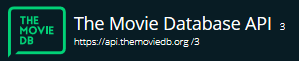 THE
MOVIE
DB
The Movie Database API 3
https://api.themoviedb.org /3